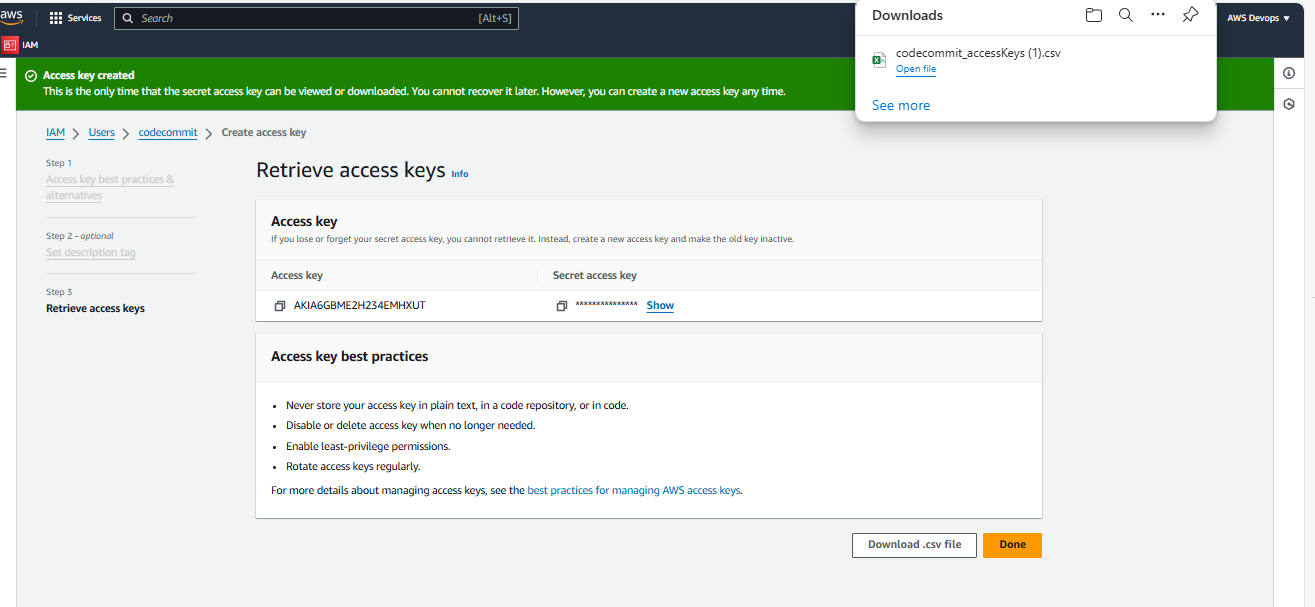 aws
Services
Search
[Alt+S]
Downloads
codecommit_accessKeys (1).csv
Open file
See more
AWS Devops ▼
IAM
Access key created
This is the only time that the secret access key can be viewed or downloaded. You cannot recover it later. However, you can create a new access key any time.
IAM > Users > codecommit > Create access key
Step 1
Access key best practices &
alternatives
Step 2 - optional
Set description tag
Step 3
Retrieve access keys
Retrieve access keys Info
Access key
If you lose or forget your secret access key, you cannot retrieve it. Instead, create a new access key and make the old key inactive.
Access key
Secret access key
AKIA6GBME2H234EMHXUT
*************** Show
Access key best practices
• Never store your access key in plain text, in a code repository, or in code.
• Disable or delete access key when no longer needed.
• Enable least-privilege permissions.
• Rotate access keys regularly.
For more details about managing access keys, see the best practices for managing AWS access keys.
Download .csv file
Done